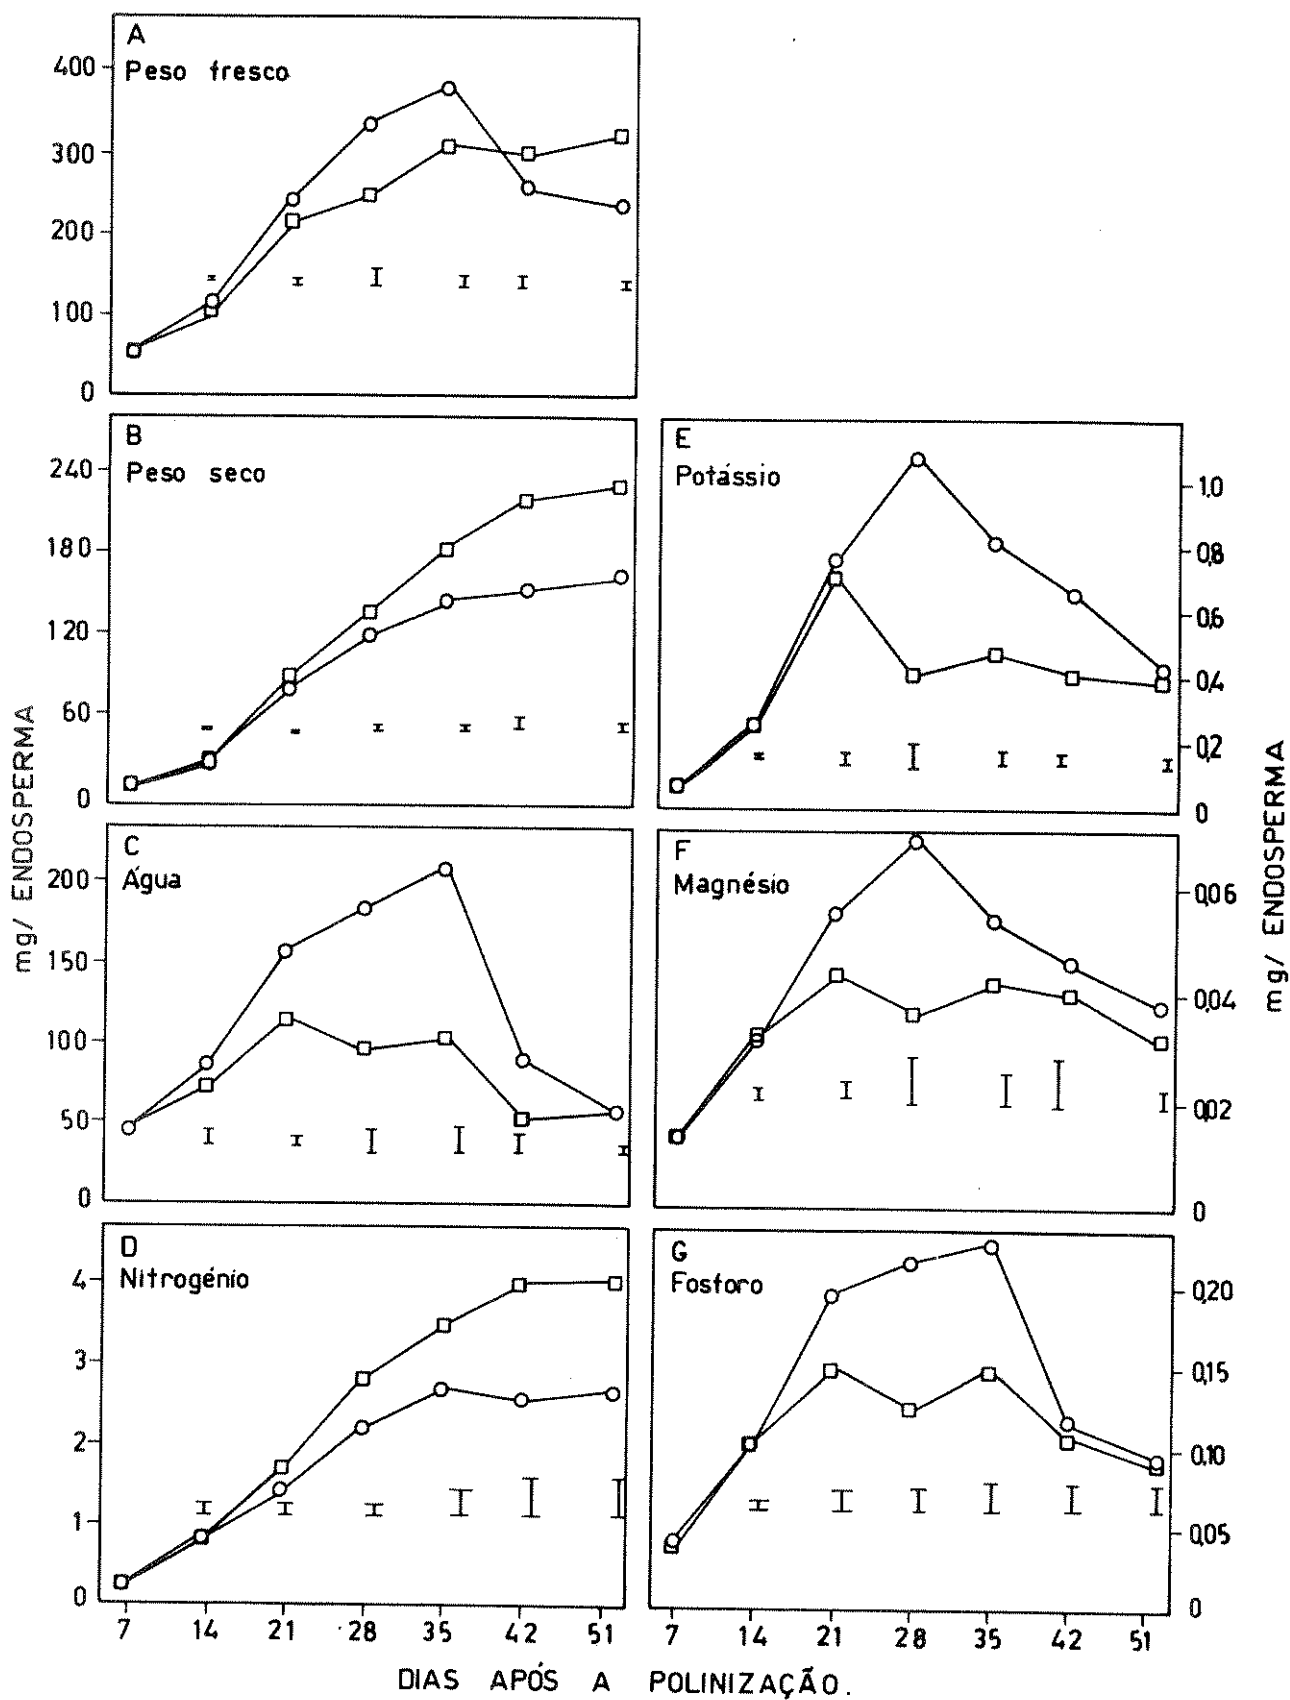 A
Peso fresco
400
300
200
100
0
B
Peso seco
240
180
120
60
0
C
Água
200
150
100
50
0
D
Nitrogénio
4
3
2
1
0
7 14 21 28 35 42 51
mg/ ENDOSPERMA
E
Potássio
1,0
0,8
0,6
0,4
0,2
0
F
Magnésio
0,06
0,04
0,02
0
G
Fosforo
0,20
0,15
0,10
0,05
0
7 14 21 28 35 42 51
mg/ ENDOSPERMA
DIAS APÓS A POLINIZAÇÃO.